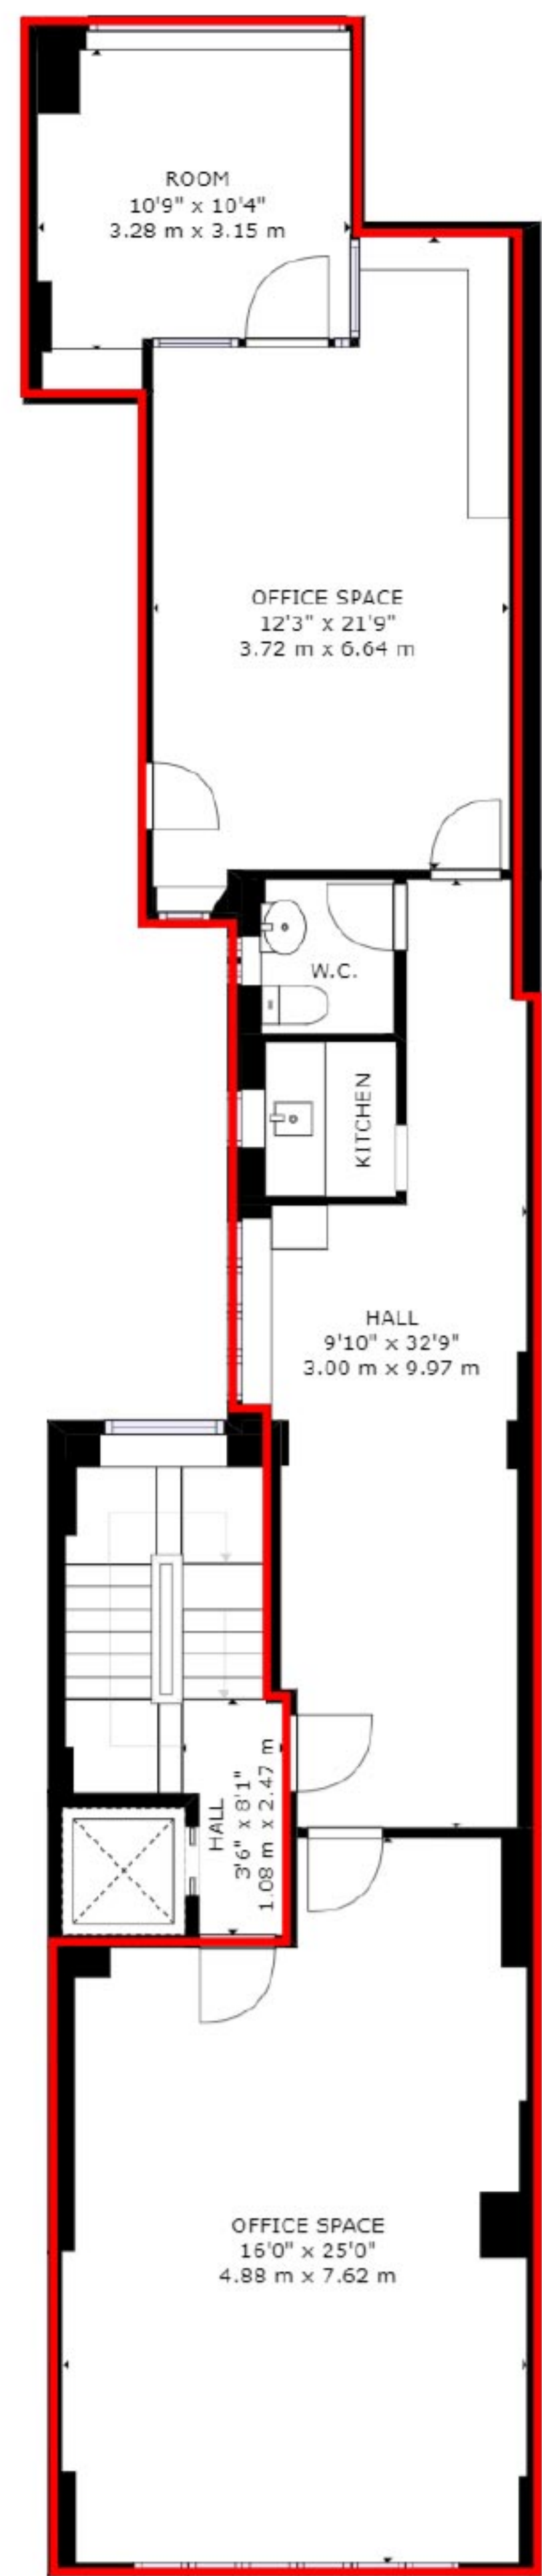 ROOM
10'9" x 10'4"
3.28 m x 3.15 m
OFFICE SPACE
12'3" x 21'9"
3.72 m x 6.64 m
W.C.
KITCHEN
HALL
9'10" x 32'9"
3.00 m x 9.97 m
HALL
3'6" x 8'1"
1.08 m x 2.47 m
OFFICE SPACE
16'0" x 25'0"
4.88 m x 7.62 m